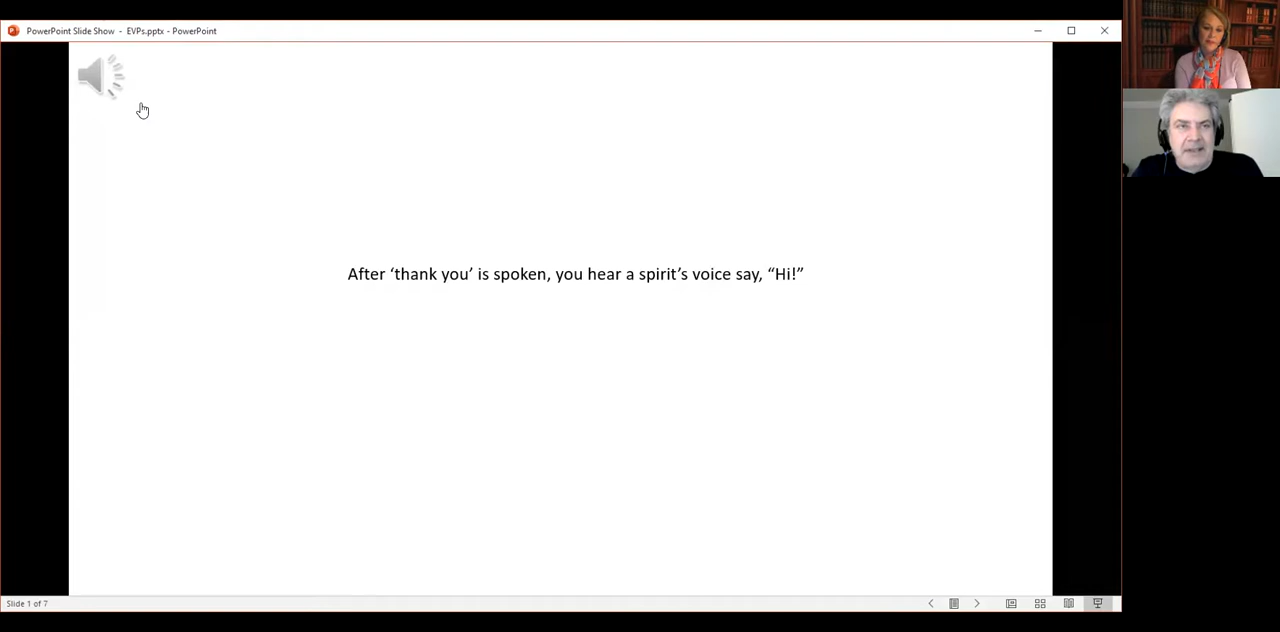 PowerPoint Slide Show - EVPs.pptx - PowerPoint
After ‘thank you’ is spoken, you hear a spirit’s voice say, “Hi!”
Slide 1 of 7